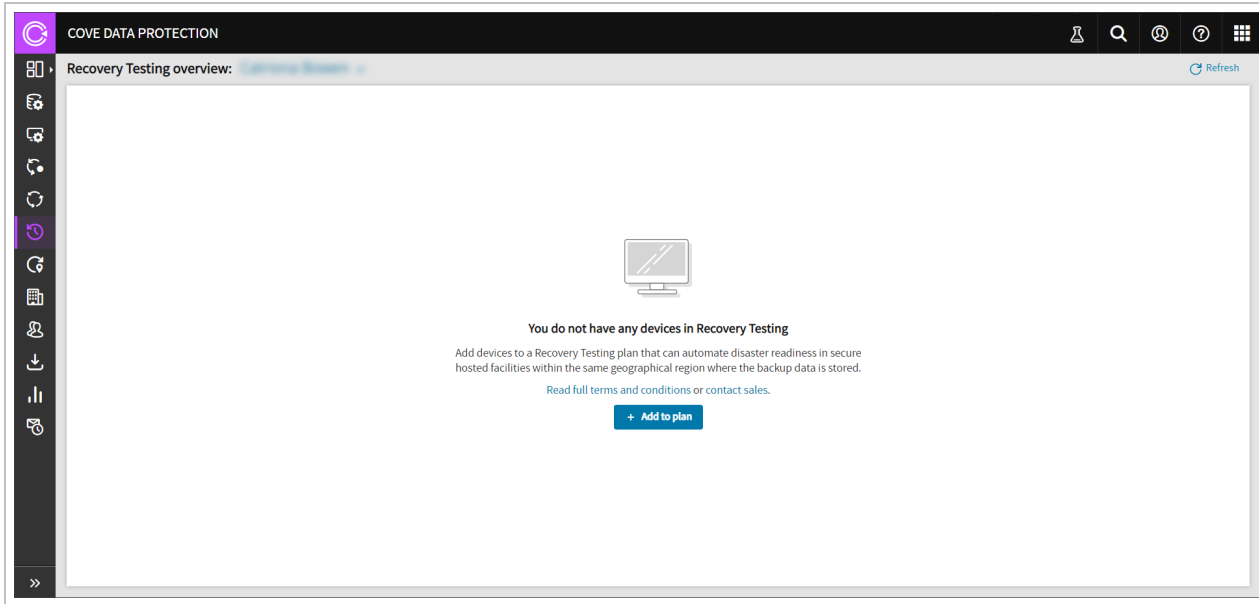 COVE DATA PROTECTION
Recovery Testing overview:
Refresh
You do not have any devices in Recovery Testing
Add devices to a Recovery Testing plan that can automate disaster readiness in secure
hosted facilities within the same geographical region where the backup data is stored.
Read full terms and conditions or contact sales.
+ Add to plan